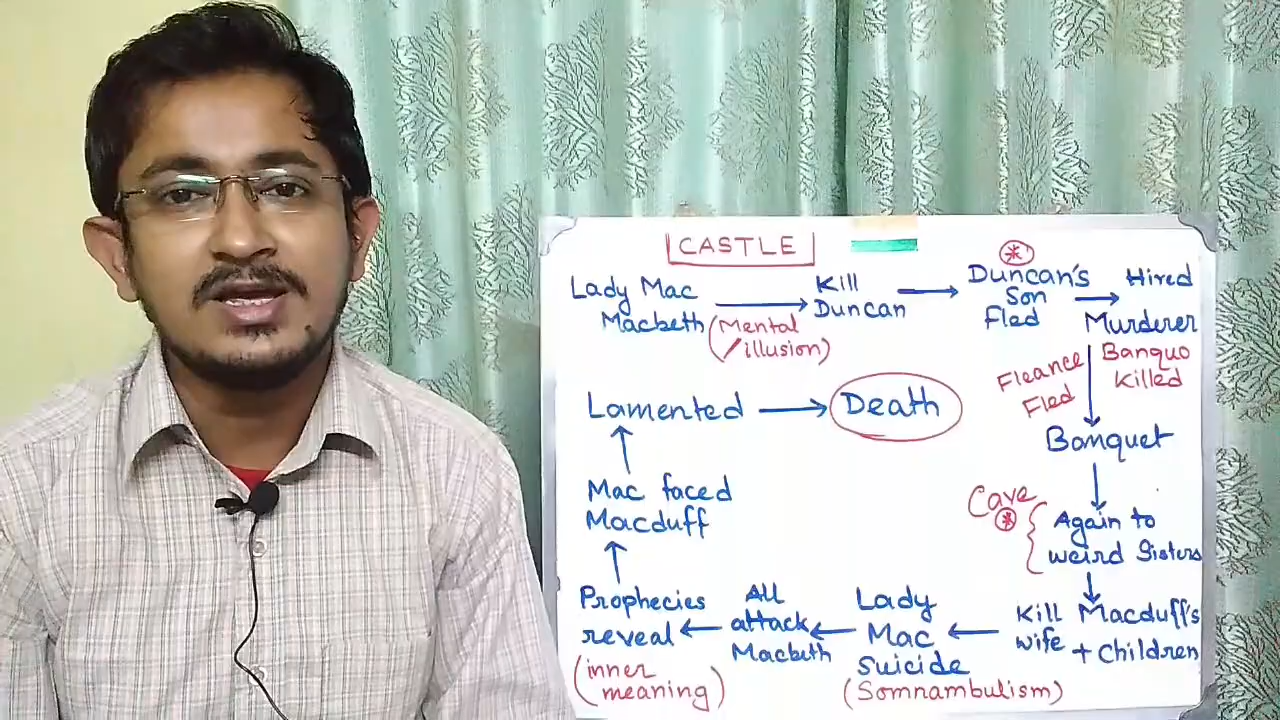 CASTLE
Lady Mac
Macbeth
(Mental
illusion)
Kill
Duncan
Duncan's
Son
fled
Hired
Murderer
Banquo
Killed
Fleance
Fled
Banquet
Cave
Again to
weird Sisters
Kill Macduff's
wife + children
Lady
Mac
Suicide
(Somnambulism)
All
attack
Macbeth
Prophecies
reveal
(inner
meaning)
Mac faced
Macduff
Lamented
Death